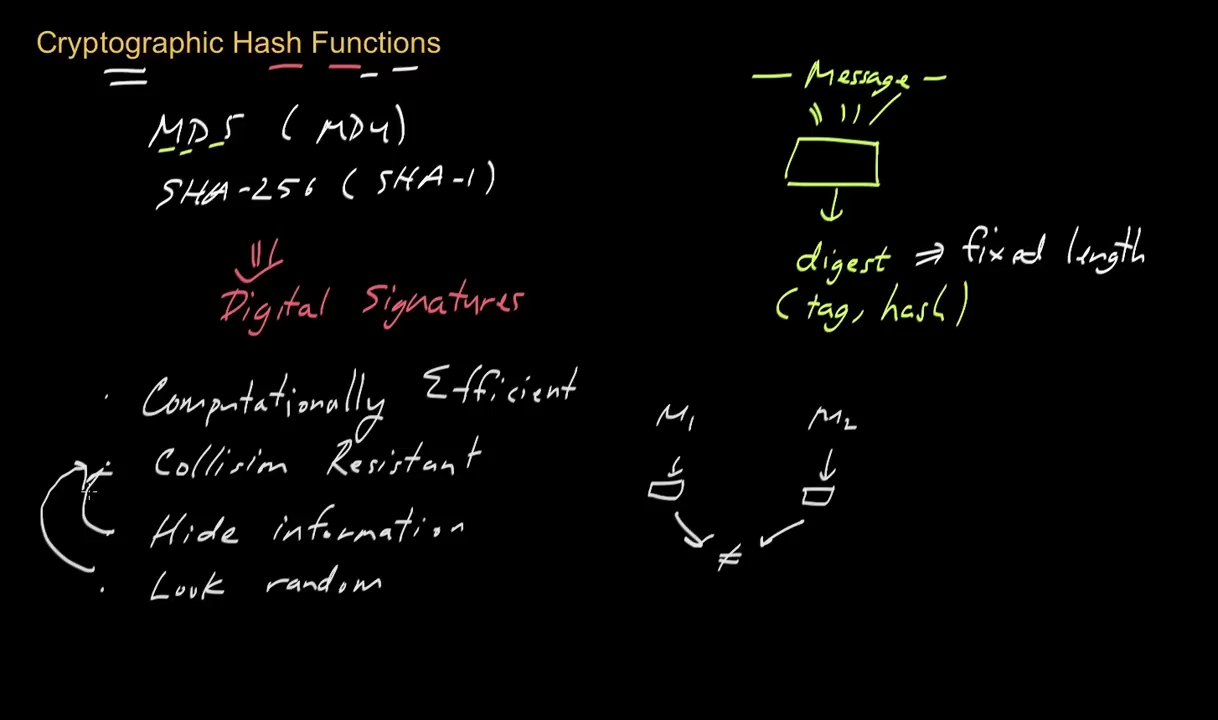 Cryptographic Hash Functions
MD5 (MD4)
SHA-256 (SHA-1)
Digital Signatures
· Computationally Efficient
· Collision Resistant
· Hide information
· Look random
— Message —
digest ⇒ fixed length
(tag, hash)
M₁ M₂
≠